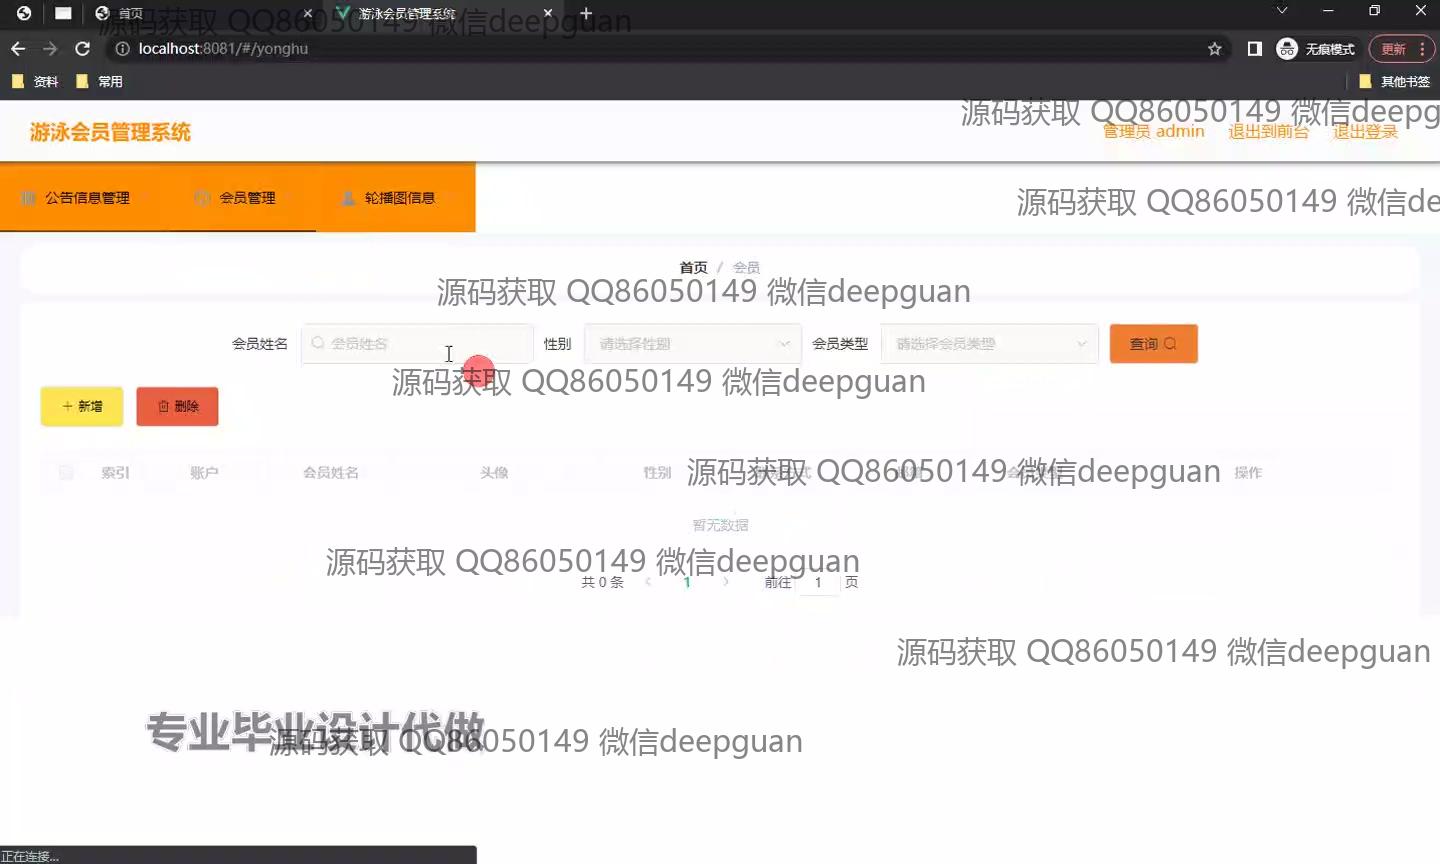 首页
游泳会员管理系统
源码获取 QQ86050149 微信deepguan
localhost:8081/#/yonghu
无痕模式
更新
资料
常用
其他书签
游泳会员管理系统
源码获取 QQ86050149 微信deepg
管理员 admin
退出到前台
退出登录
公告信息管理
会员管理
轮播图信息
源码获取 QQ86050149 微信de
首页 / 会员
源码获取 QQ86050149 微信deepguan
会员姓名
会员姓名
性别
请选择性别
会员类型
请选择会员类型
查询
源码获取 QQ86050149 微信deepguan
新增
删除
索引
账户
会员姓名
头像
性别
操作
源码获取 QQ86050149 微信deepguan
暂无数据
源码获取 QQ86050149 微信deepguan
共 0 条
1
前往 1 页
源码获取 QQ86050149 微信deepguan
专业毕业设计代做
源码获取 QQ86050149 微信deepguan
正在连接...